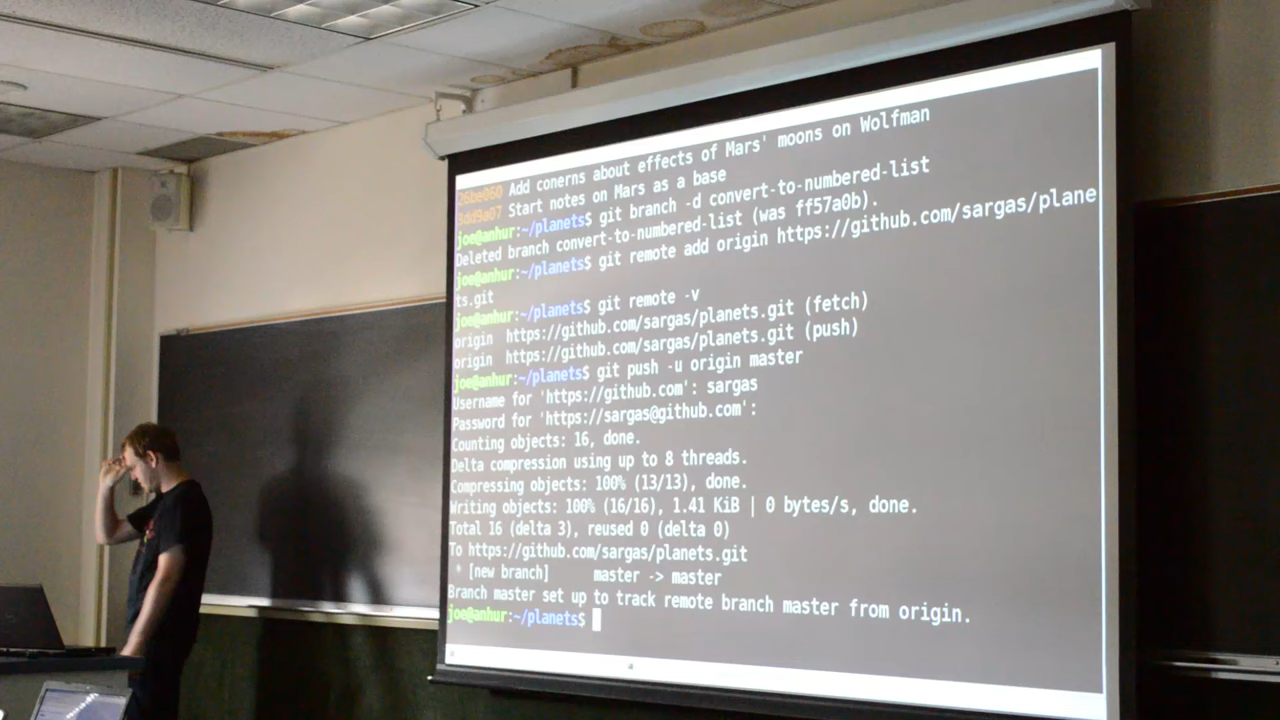 26be060 Add conerns about effects of Mars' moons on Wolfman
3dd9a07 Start notes on Mars as a base
joe@anhur:~/planets$ git branch -d convert-to-numbered-list
Deleted branch convert-to-numbered-list (was ff57a0b).
joe@anhur:~/planets$ git remote add origin https://github.com/sargas/plane
ts.git
joe@anhur:~/planets$ git remote -v
origin https://github.com/sargas/planets.git (fetch)
origin https://github.com/sargas/planets.git (push)
joe@anhur:~/planets$ git push -u origin master
Username for 'https://github.com': sargas
Password for 'https://sargas@github.com':
Counting objects: 16, done.
Delta compression using up to 8 threads.
Compressing objects: 100% (13/13), done.
Writing objects: 100% (16/16), 1.41 KiB | 0 bytes/s, done.
Total 16 (delta 3), reused 0 (delta 0)
To https://github.com/sargas/planets.git
* [new branch] master -> master
Branch master set up to track remote branch master from origin.
joe@anhur:~/planets$